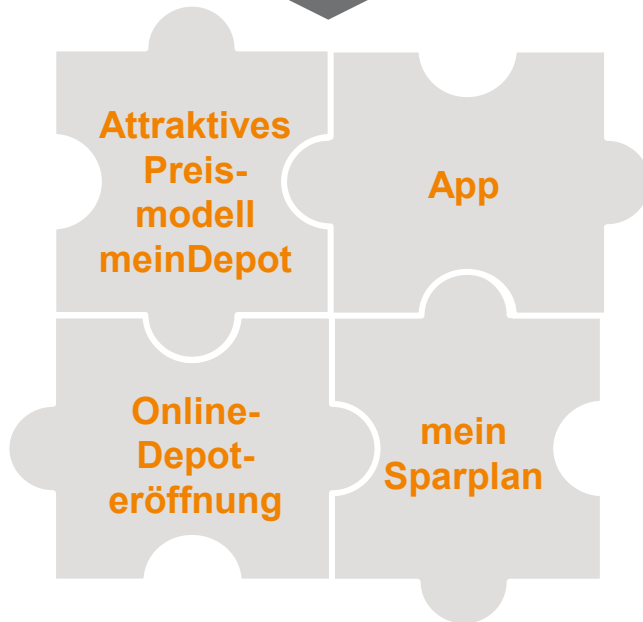 Attraktives
Preis-
modell
meinDepot
App
Online-
Depot-
eröffnung
mein
Sparplan